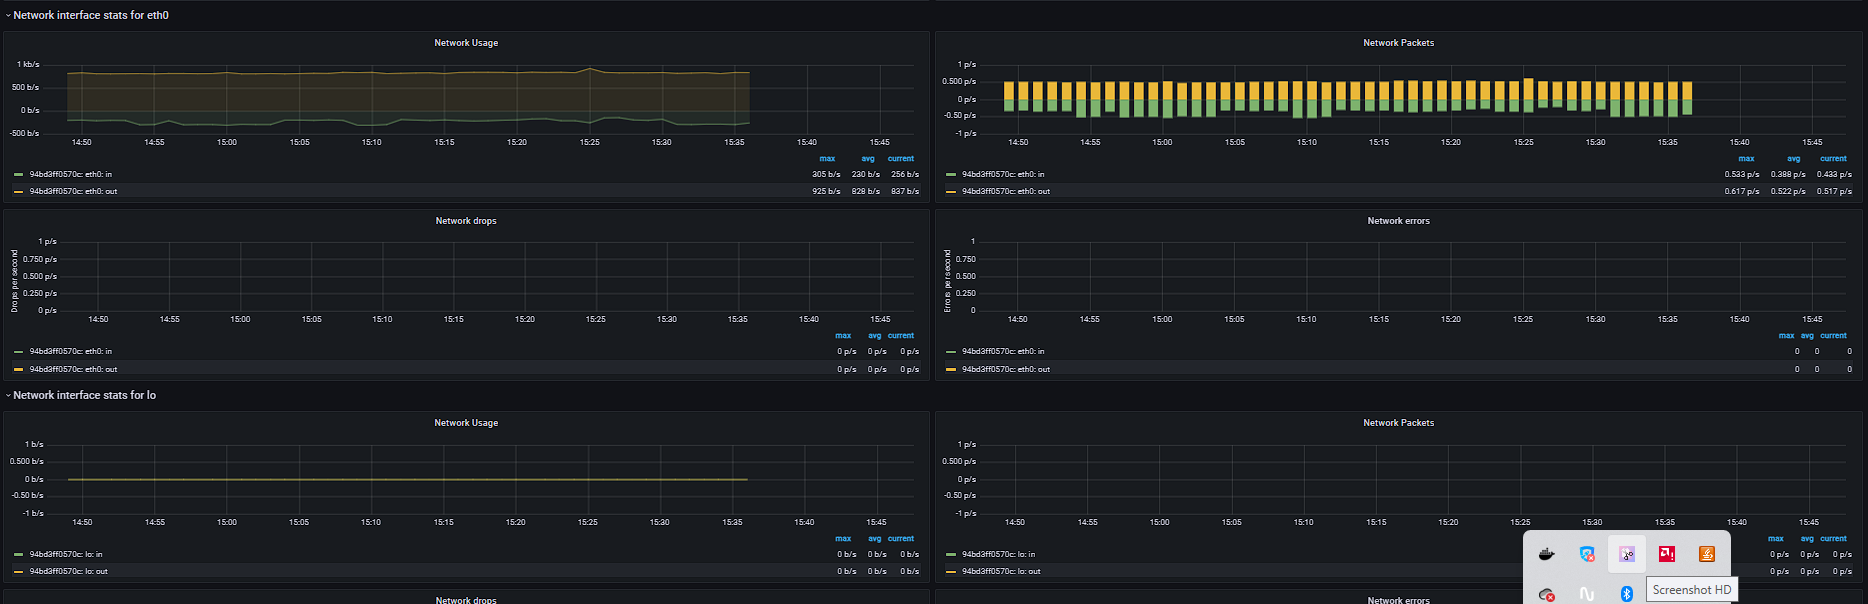 Network interface stats for eth0
Network Usage
1 kb/s
500 b/s
0 b/s
-500 b/s
14:50 14:55 15:00 15:05 15:10 15:15 15:20 15:25 15:30 15:35 15:40 15:45
max avg current
94bd3ff0570c: eth0: in 305 b/s 230 b/s 256 b/s
94bd3ff0570c: eth0: out 925 b/s 828 b/s 837 b/s
Network Packets
1 p/s
0.500 p/s
0 p/s
-0.50 p/s
-1 p/s
14:50 14:55 15:00 15:05 15:10 15:15 15:20 15:25 15:30 15:35 15:40 15:45
max avg current
94bd3ff0570c: eth0: in 0.533 p/s 0.388 p/s 0.433 p/s
94bd3ff0570c: eth0: out 0.617 p/s 0.522 p/s 0.517 p/s
Network drops
Drops per second
1 p/s
0.750 p/s
0.500 p/s
0.250 p/s
0 p/s
14:50 14:55 15:00 15:05 15:10 15:15 15:20 15:25 15:30 15:35 15:40 15:45
max avg current
94bd3ff0570c: eth0: in 0 p/s 0 p/s 0 p/s
94bd3ff0570c: eth0: out 0 p/s 0 p/s 0 p/s
Network errors
Errors per second
1
0.750
0.500
0.250
0
14:50 14:55 15:00 15:05 15:10 15:15 15:20 15:25 15:30 15:35 15:40 15:45
max avg current
94bd3ff0570c: eth0: in 0 0 0
94bd3ff0570c: eth0: out 0 0 0
Network interface stats for lo
Network Usage
1 b/s
0.500 b/s
0 b/s
-0.50 b/s
-1 b/s
14:50 14:55 15:00 15:05 15:10 15:15 15:20 15:25 15:30 15:35 15:40 15:45
max avg current
94bd3ff0570c: lo: in 0 b/s 0 b/s 0 b/s
94bd3ff0570c: lo: out 0 b/s 0 b/s 0 b/s
Network Packets
1 p/s
0.500 p/s
0 p/s
-0.50 p/s
-1 p/s
14:50 14:55 15:00 15:05 15:10 15:15 15:20 15:25 15:30 15:35 15:40 15:45
max avg current
94bd3ff0570c: lo: in 0 p/s 0 p/s 0 p/s
94bd3ff0570c: lo: out 0 p/s 0 p/s 0 p/s
Screenshot HD
Network drops
Network errors